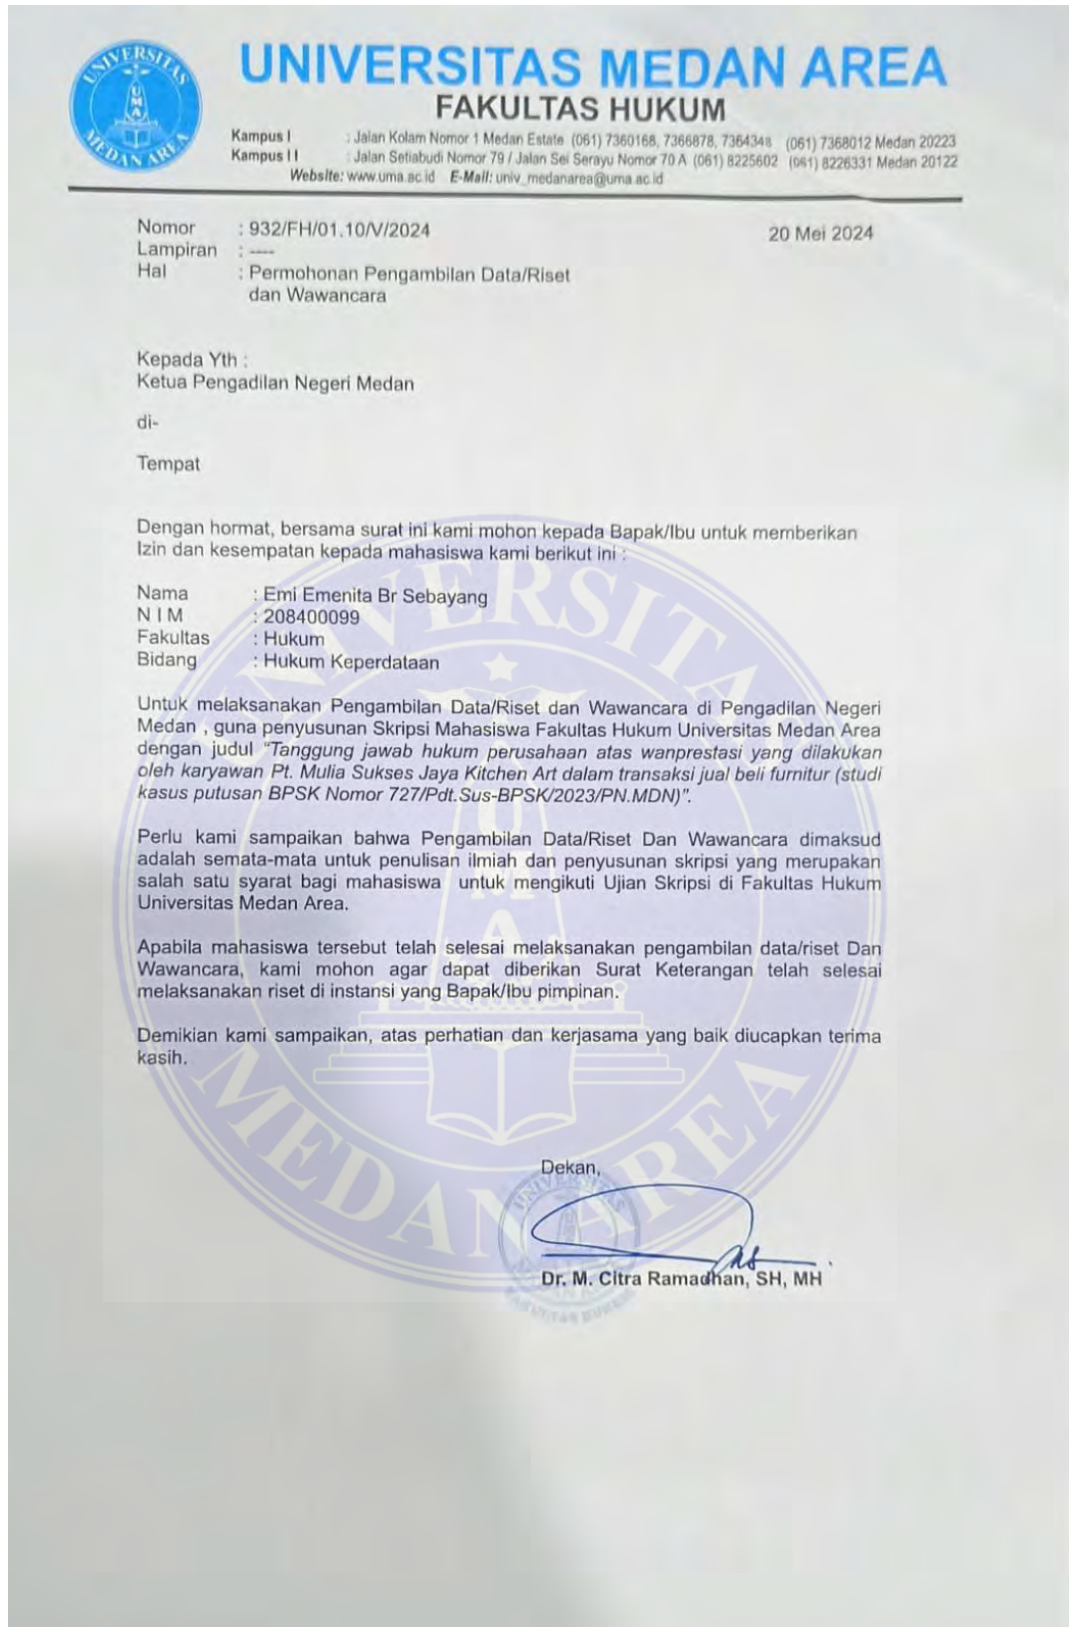 UNIVERSITAS MEDAN AREA
FAKULTAS HUKUM
Kampus I : Jalan Kolam Nomor 1 Medan Estate (061) 7360168, 7366878, 7364348 (061) 7368012 Medan 20223
Kampus II : Jalan Setiabudi Nomor 79 / Jalan Sei Serayu Nomor 70 A (061) 8225602 (061) 8226331 Medan 20122
Website: www.uma.ac.id E-Mail: univ_medanarea@uma.ac.id
UNIVERSITAS MEDAN AREA
UMA
Nomor : 932/FH/01.10/V/2024 20 Mei 2024
Lampiran : ----
Hal : Permohonan Pengambilan Data/Riset
dan Wawancara
Kepada Yth :
Ketua Pengadilan Negeri Medan
di-
Tempat
Dengan hormat, bersama surat ini kami mohon kepada Bapak/Ibu untuk memberikan
Izin dan kesempatan kepada mahasiswa kami berikut ini :
Nama : Emi Emenita Br Sebayang
N I M : 208400099
Fakultas : Hukum
Bidang : Hukum Keperdataan
Untuk melaksanakan Pengambilan Data/Riset dan Wawancara di Pengadilan Negeri
Medan , guna penyusunan Skripsi Mahasiswa Fakultas Hukum Universitas Medan Area
dengan judul "Tanggung jawab hukum perusahaan atas wanprestasi yang dilakukan
oleh karyawan Pt. Mulia Sukses Jaya Kitchen Art dalam transaksi jual beli furnitur (studi
kasus putusan BPSK Nomor 727/Pdt.Sus-BPSK/2023/PN.MDN)".
Perlu kami sampaikan bahwa Pengambilan Data/Riset Dan Wawancara dimaksud
adalah semata-mata untuk penulisan ilmiah dan penyusunan skripsi yang merupakan
salah satu syarat bagi mahasiswa untuk mengikuti Ujian Skripsi di Fakultas Hukum
Universitas Medan Area.
Apabila mahasiswa tersebut telah selesai melaksanakan pengambilan data/riset Dan
Wawancara, kami mohon agar dapat diberikan Surat Keterangan telah selesai
melaksanakan riset di instansi yang Bapak/Ibu pimpinan.
Demikian kami sampaikan, atas perhatian dan kerjasama yang baik diucapkan terima
kasih.
UNIVERSITAS MEDAN AREA
UMA
Dekan,
UNIVERSITAS
FAKULTAS HUKUM
Dr. M. Citra Ramadhan, SH, MH